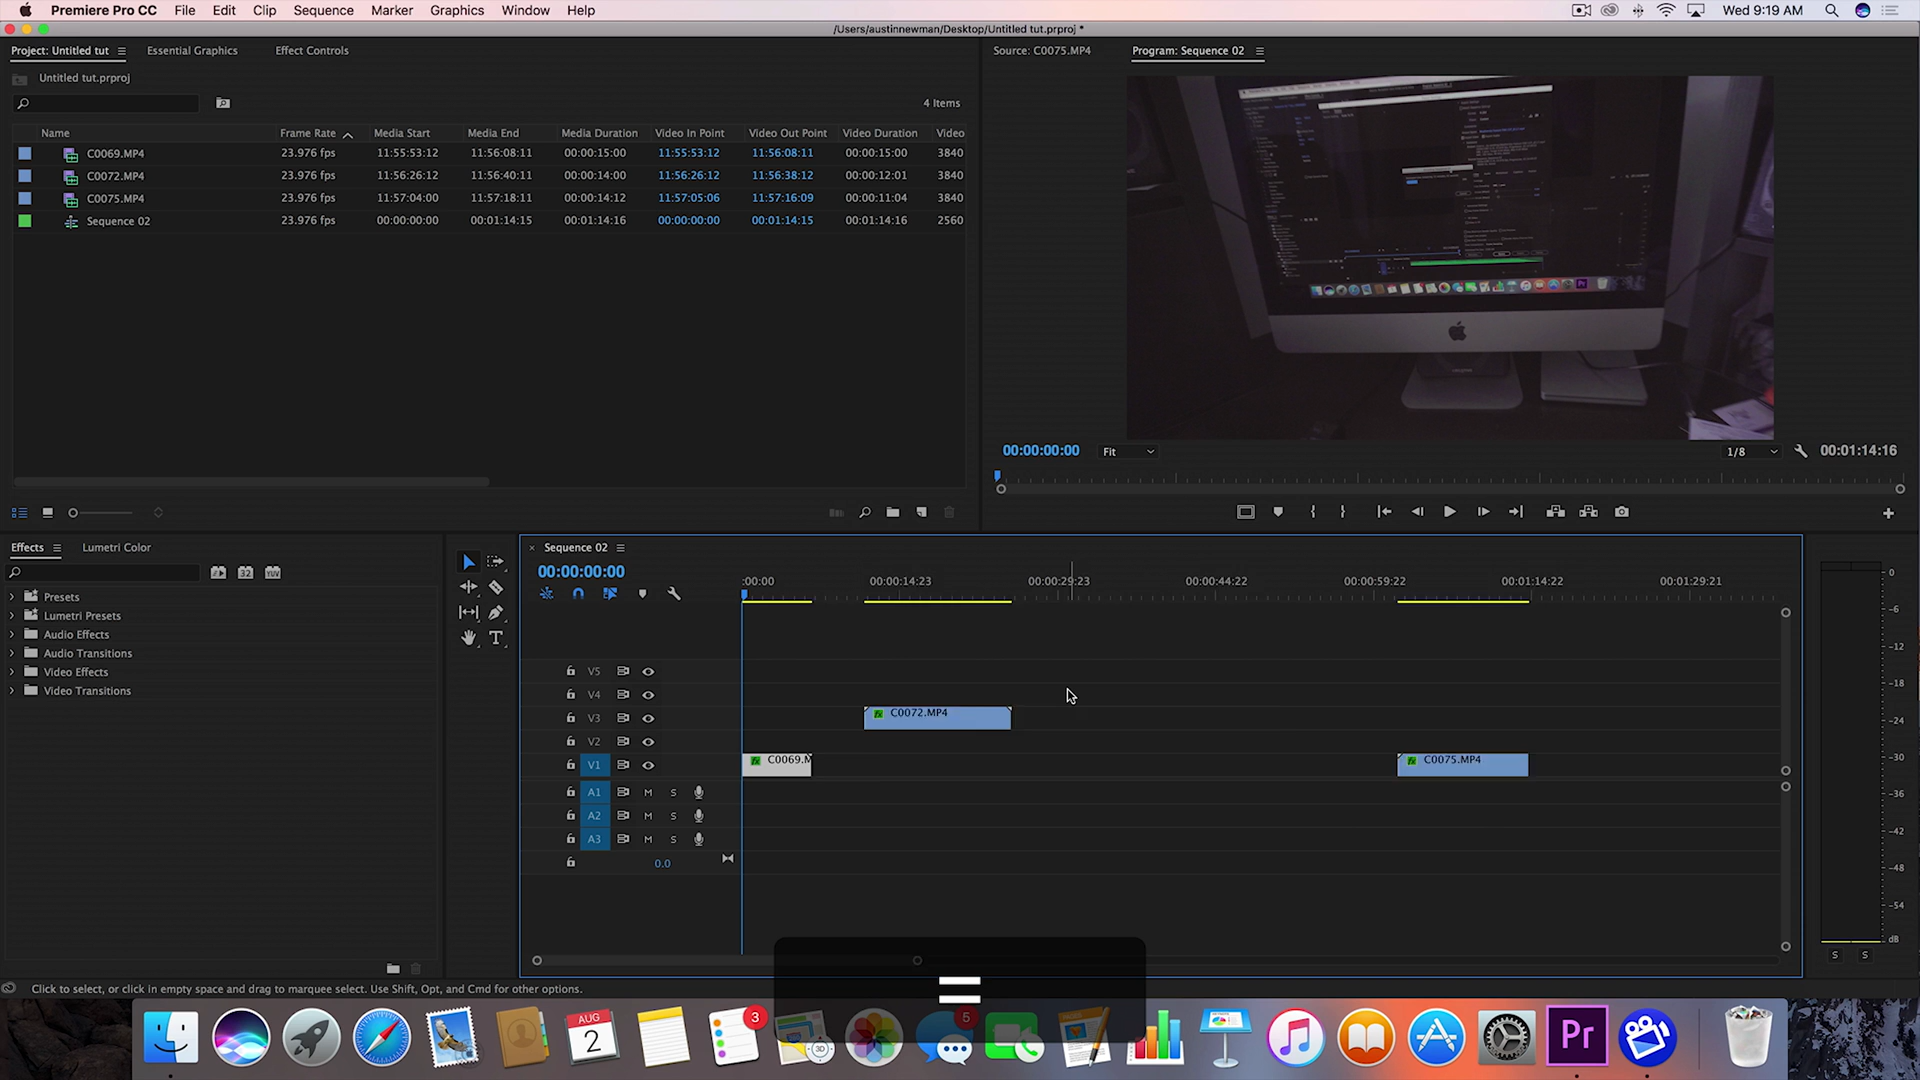 Premiere Pro CC File Edit Clip Sequence Marker Graphics Window Help Wed 9:19 AM
/Users/austinnewman/Desktop/Untitled tut.prproj *
Project: Untitled tut Essential Graphics Effect Controls
Source: C0075.MP4 Program: Sequence 02
Untitled tut.prproj
4 Items
Name Frame Rate Media Start Media End Media Duration Video In Point Video Out Point Video Duration Video
C0069.MP4 23.976 fps 11:55:53:12 11:56:08:11 00:00:15:00 11:55:53:12 11:56:08:11 00:00:15:00 3840
C0072.MP4 23.976 fps 11:56:26:12 11:56:40:11 00:00:14:00 11:56:26:12 11:56:38:12 00:00:12:01 3840
C0075.MP4 23.976 fps 11:57:04:00 11:57:18:11 00:00:14:12 11:57:05:06 11:57:16:09 00:00:11:04 3840
Sequence 02 23.976 fps 00:00:00:00 00:01:14:15 00:01:14:16 00:00:00:00 00:01:14:15 00:01:14:16 2560
00:00:00:00 Fit 1/8 00:01:14:16
Effects Lumetri Color
32 YUV
Presets
Lumetri Presets
Audio Effects
Audio Transitions
Video Effects
Video Transitions
T
Sequence 02
00:00:00:00
:00:00 00:00:14:23 00:00:29:23 00:00:44:22 00:00:59:22 00:01:14:22 00:01:29:21
V5
V4
V3 fx C0072.MP4
V2
V1 fx C0069.M fx C0075.MP4
A1 M S
A2 M S
A3 M S
0.0
0
-6
-12
-18
-24
-30
-36
-42
-48
-54
dB
S S
Click to select, or click in empty space and drag to marquee select. Use Shift, Opt, and Cmd for other options.
=
AUG
2
3
3D
5
Pr